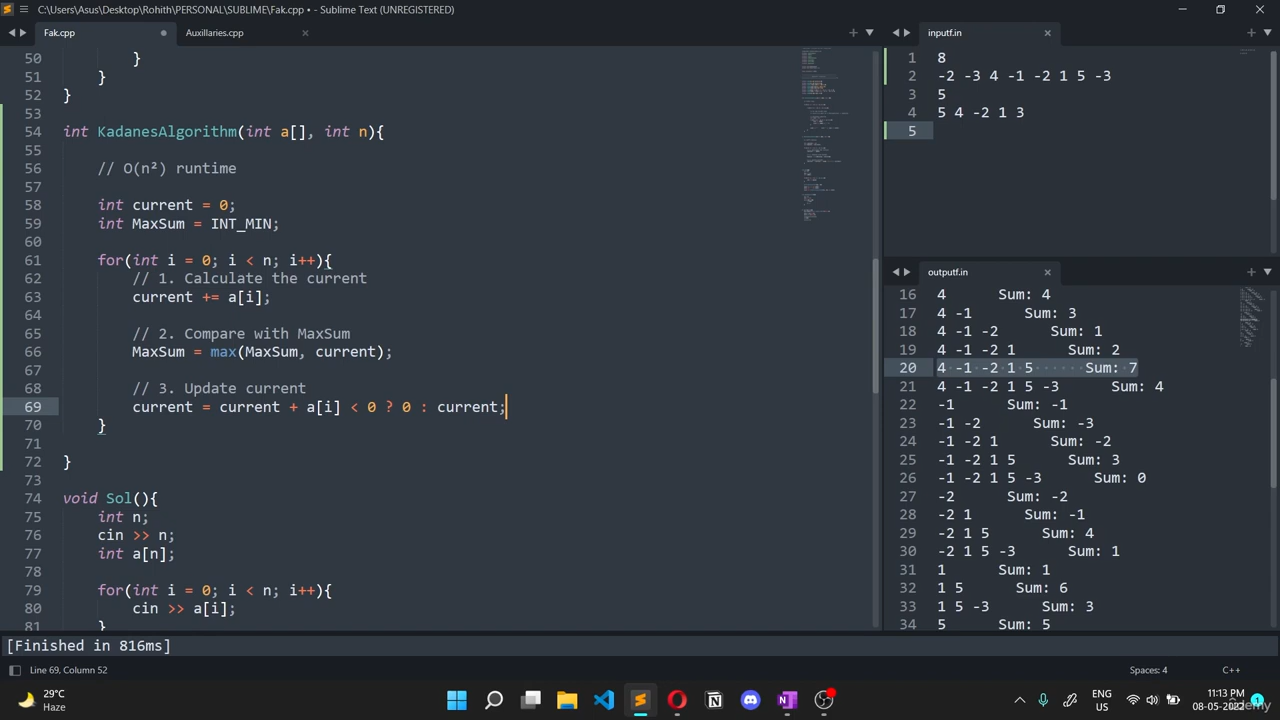 C:\Users\Asus\Desktop\Rohith\PERSONAL\SUBLIME\Fak.cpp • - Sublime Text (UNREGISTERED)
Fak.cpp
Auxillaries.cpp
50 }
51 }
52 }
53
54 int KadanesAlgorithm(int a[], int n){
55
56 // O(n²) runtime
57
58 int current = 0;
59 int MaxSum = INT_MIN;
60
61 for(int i = 0; i < n; i++){
62 // 1. Calculate the current
63 current += a[i];
64
65 // 2. Compare with MaxSum
66 MaxSum = max(MaxSum, current);
67
68 // 3. Update current
69 current = current + a[i] < 0 ? 0 : current;
70 }
71
72 }
73
74 void Sol(){
75 int n;
76 cin >> n;
77 int a[n];
78
79 for(int i = 0; i < n; i++){
80 cin >> a[i];
81 }
inputf.in
1 8
2 -2 -3 4 -1 -2 1 5 -3
3 5
4 5 4 -2 1 3
5
outputf.in
16 4 Sum: 4
17 4 -1 Sum: 3
18 4 -1 -2 Sum: 1
19 4 -1 -2 1 Sum: 2
20 4 -1 -2 1 5 Sum: 7
21 4 -1 -2 1 5 -3 Sum: 4
22 -1 Sum: -1
23 -1 -2 Sum: -3
24 -1 -2 1 Sum: -2
25 -1 -2 1 5 Sum: 3
26 -1 -2 1 5 -3 Sum: 0
27 -2 Sum: -2
28 -2 1 Sum: -1
29 -2 1 5 Sum: 4
30 -2 1 5 -3 Sum: 1
31 1 Sum: 1
32 1 5 Sum: 6
33 1 5 -3 Sum: 3
34 5 Sum: 5
[Finished in 816ms]
Line 69, Column 52
Spaces: 4
C++
29°C
Haze
ENG
US
11:13 PM
08-05-2022
1
Udemy